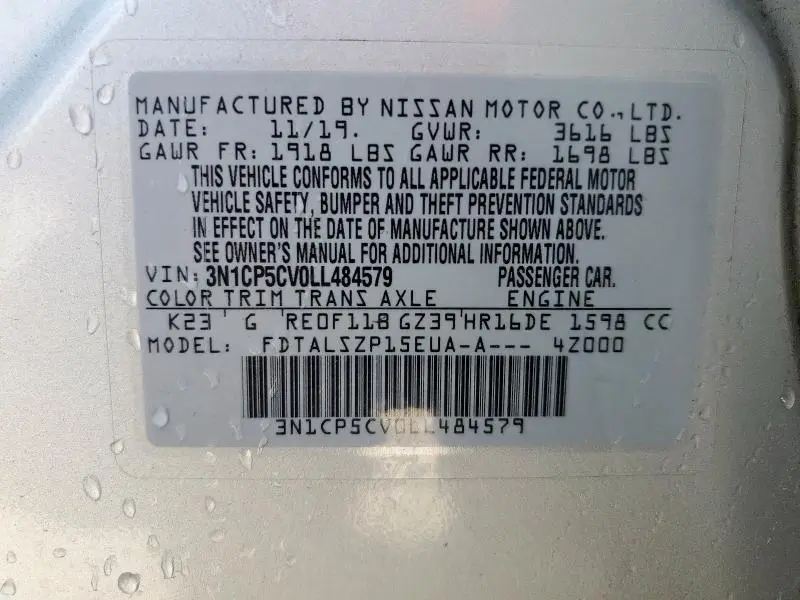 MANUFACTURED BY NISSAN MOTOR CO.,LTD.
DATE: 11/19. GVWR: 3616 LBS
GAWR FR: 1918 LBS GAWR RR: 1698 LBS
THIS VEHICLE CONFORMS TO ALL APPLICABLE FEDERAL MOTOR
VEHICLE SAFETY, BUMPER AND THEFT PREVENTION STANDARDS
IN EFFECT ON THE DATE OF MANUFACTURE SHOWN ABOVE.
SEE OWNER'S MANUAL FOR ADDITIONAL INFORMATION.
VIN: 3N1CP5CV0LL484579 PASSENGER CAR.
COLOR TRIM TRANS AXLE ENGINE
K23 G RE0F11B GZ39 HR16DE 1598 CC
MODEL: FDTALSZP15EUA-A--- 4Z000
3N1CP5CV0LL484579